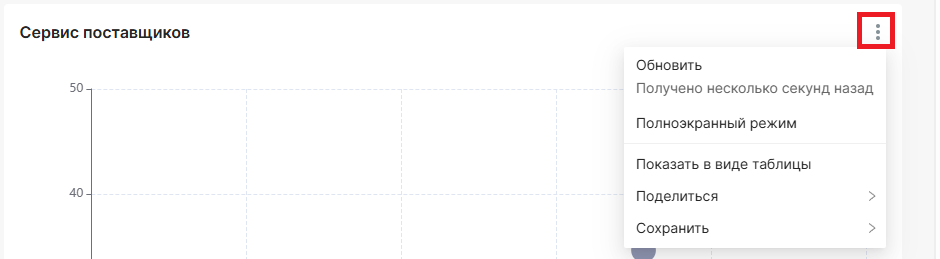 Сервис поставщиков
Обновить
Получено несколько секунд назад
Полноэкранный режим
Показать в виде таблицы
Поделиться
Сохранить
50
40